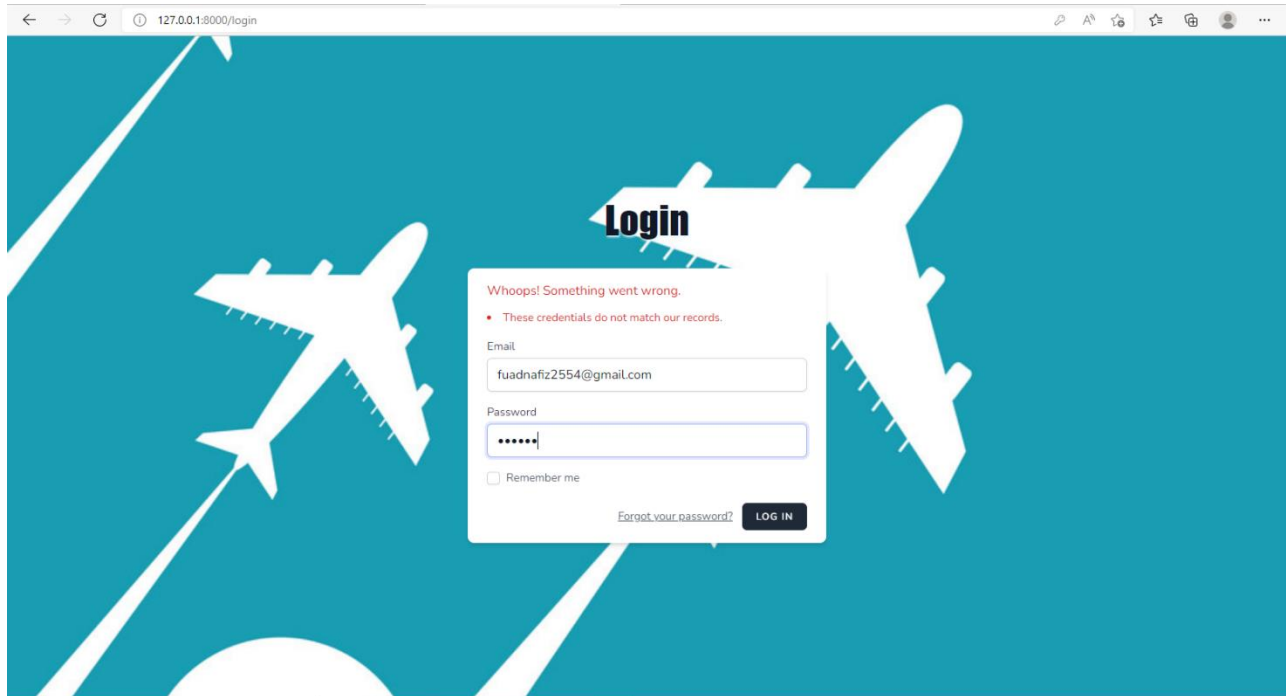 127.0.0.1:8000/login
Login
Whoops! Something went wrong.
• These credentials do not match our records.
Email
fuadnafiz2554@gmail.com
Password
••••••
Remember me
Forgot your password? LOG IN